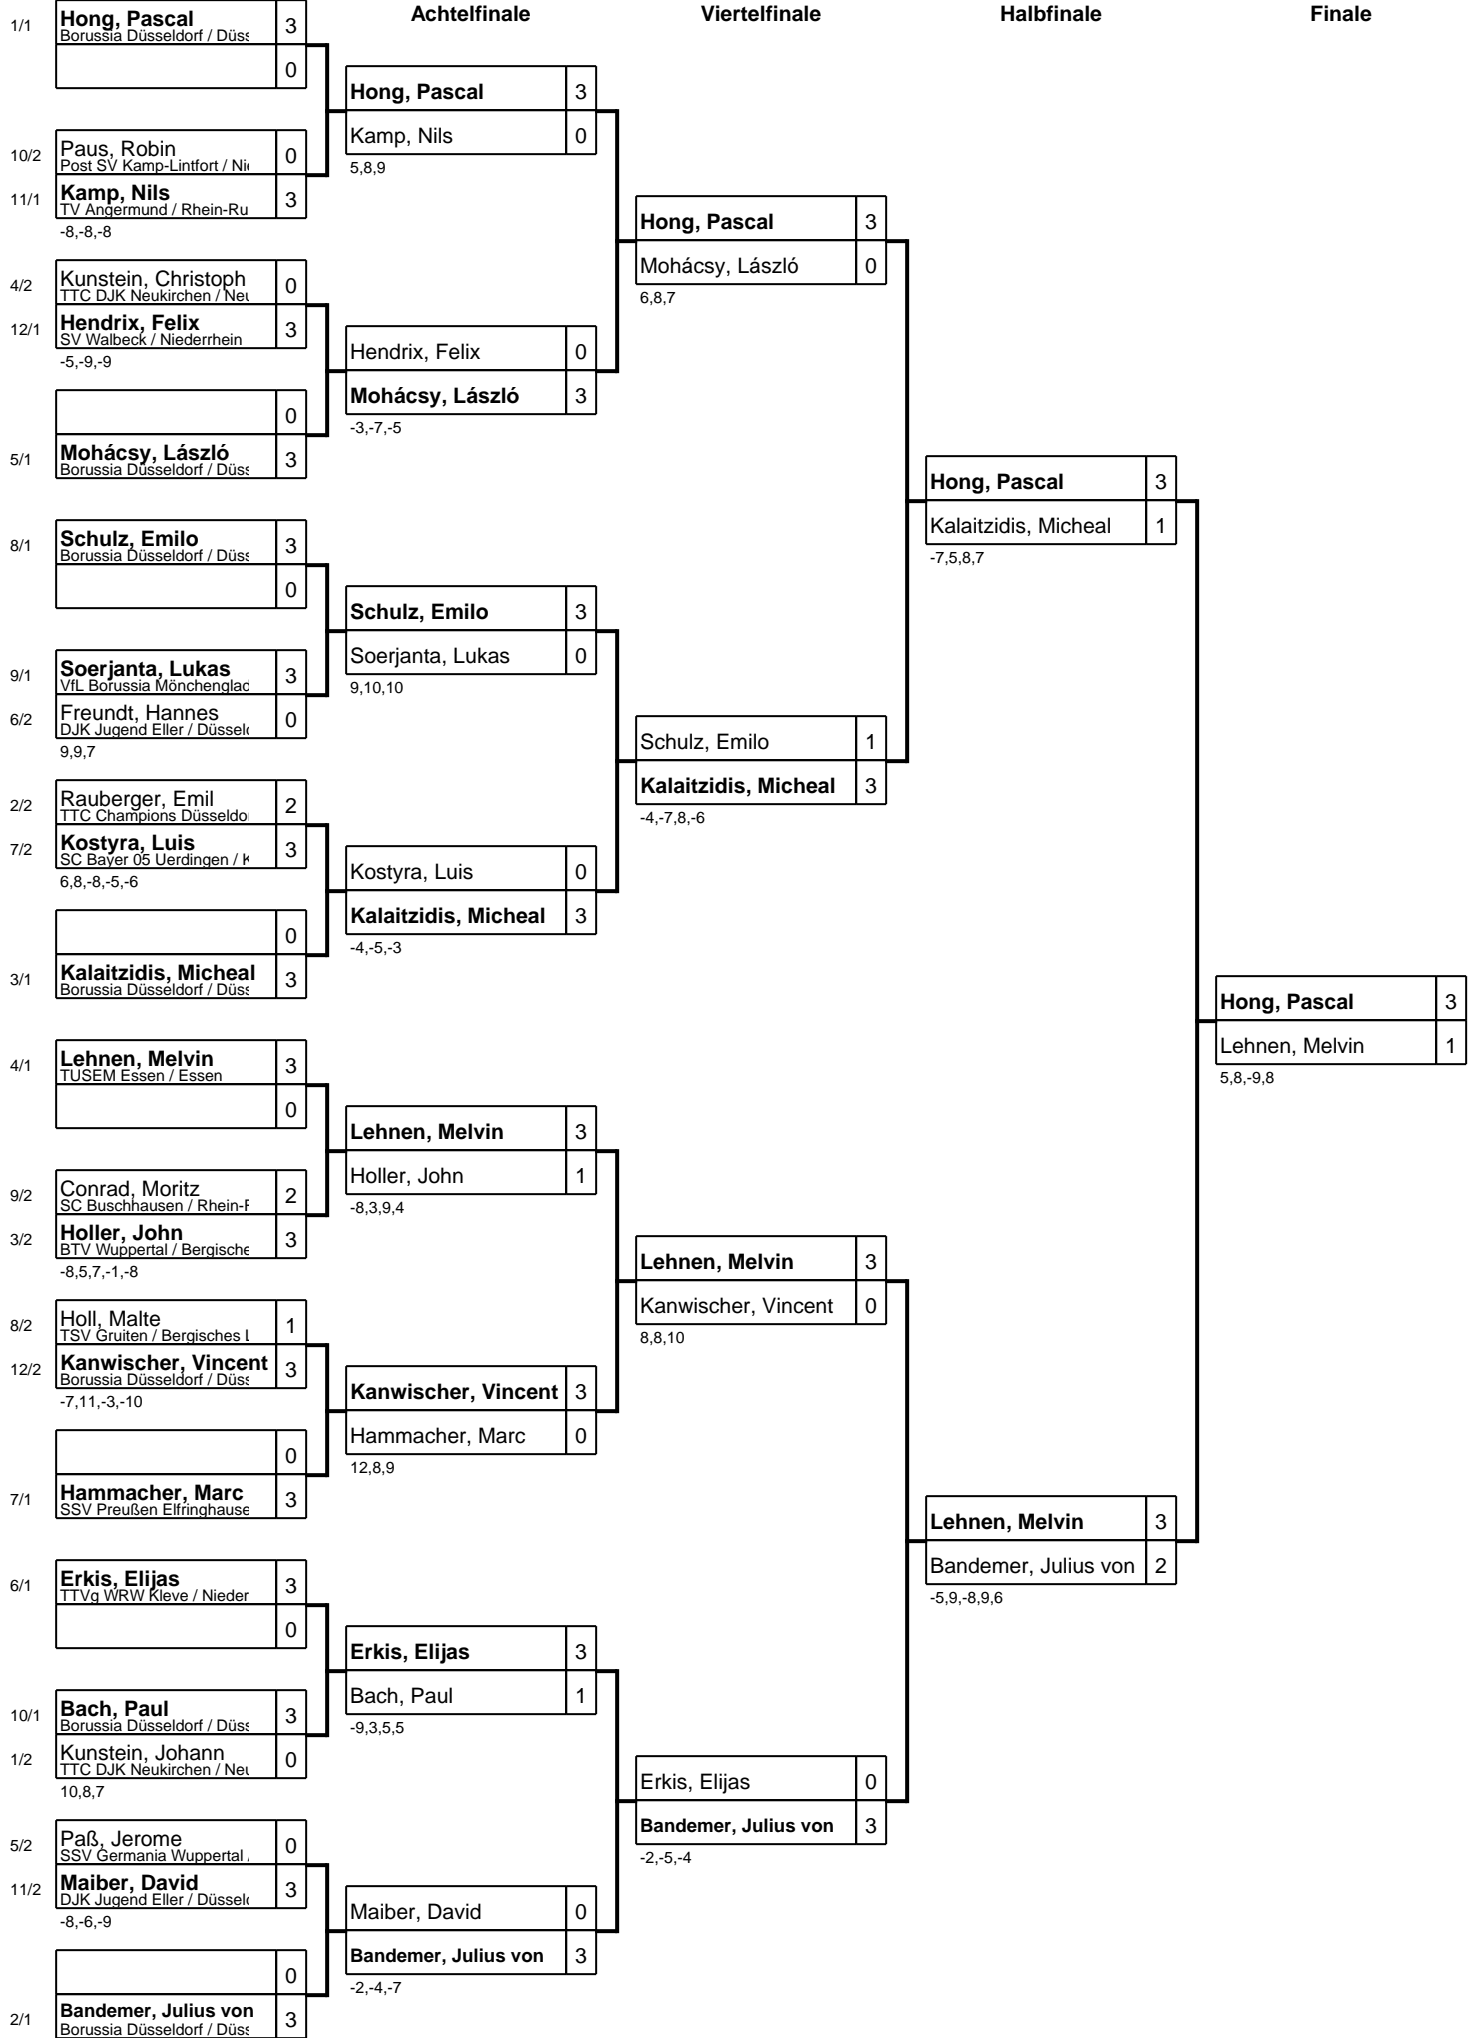 Achtelfinale
Viertelfinale
Halbfinale
Finale
1/1
Hong, Pascal
3
Borussia Düsseldorf / Düss
0
10/2
Paus, Robin
0
Post SV Kamp-Lintfort / Nie
11/1
Kamp, Nils
3
TV Angermund / Rhein-Ru
-8,-8,-8
4/2
Kunstein, Christoph
0
TTC DJK Neukirchen / Neu
12/1
Hendrix, Felix
3
SV Walbeck / Niederrhein
-5,-9,-9
0
5/1
Mohácsy, László
3
Borussia Düsseldorf / Düss
8/1
Schulz, Emilo
3
Borussia Düsseldorf / Düss
0
9/1
Soerjanta, Lukas
3
VfL Borussia Mönchenglad
6/2
Freundt, Hannes
0
DJK Jugend Eller / Düsseld
9,9,7
2/2
Rauberger, Emil
2
TTC Champions Düsseldo
7/2
Kostyra, Luis
3
SC Bayer 05 Uerdingen / K
6,8,-8,-5,-6
0
3/1
Kalaitzidis, Micheal
3
Borussia Düsseldorf / Düss
4/1
Lehnen, Melvin
3
TUSEM Essen / Essen
0
9/2
Conrad, Moritz
2
SC Buschhausen / Rhein-R
3/2
Holler, John
3
BTV Wuppertal / Bergische
-8,5,7,-1,-8
8/2
Holl, Malte
1
TSV Gruiten / Bergisches L
12/2
Kanwischer, Vincent
3
Borussia Düsseldorf / Düss
-7,11,-3,-10
0
7/1
Hammacher, Marc
3
SSV Preußen Elfringhause
6/1
Erkis, Elijas
3
TTVg WRW Kleve / Nieder
0
10/1
Bach, Paul
3
Borussia Düsseldorf / Düss
1/2
Kunstein, Johann
0
TTC DJK Neukirchen / Neu
10,8,7
5/2
Paß, Jerome
0
SSV Germania Wuppertal /
11/2
Maiber, David
3
DJK Jugend Eller / Düsseld
-8,-6,-9
0
2/1
Bandemer, Julius von
3
Borussia Düsseldorf / Düss
Hong, Pascal
3
Kamp, Nils
0
5,8,9
Hendrix, Felix
0
Mohácsy, László
3
-3,-7,-5
Schulz, Emilo
3
Soerjanta, Lukas
0
9,10,10
Kostyra, Luis
0
Kalaitzidis, Micheal
3
-4,-5,-3
Lehnen, Melvin
3
Holler, John
1
-8,3,9,4
Kanwischer, Vincent
3
Hammacher, Marc
0
12,8,9
Erkis, Elijas
3
Bach, Paul
1
-9,3,5,5
Maiber, David
0
Bandemer, Julius von
3
-2,-4,-7
Hong, Pascal
3
Mohácsy, László
0
6,8,7
Schulz, Emilo
1
Kalaitzidis, Micheal
3
-4,-7,8,-6
Lehnen, Melvin
3
Kanwischer, Vincent
0
8,8,10
Erkis, Elijas
0
Bandemer, Julius von
3
-2,-5,-4
Hong, Pascal
3
Kalaitzidis, Micheal
1
-7,5,8,7
Lehnen, Melvin
3
Bandemer, Julius von
2
-5,9,-8,9,6
Hong, Pascal
3
Lehnen, Melvin
1
5,8,-9,8